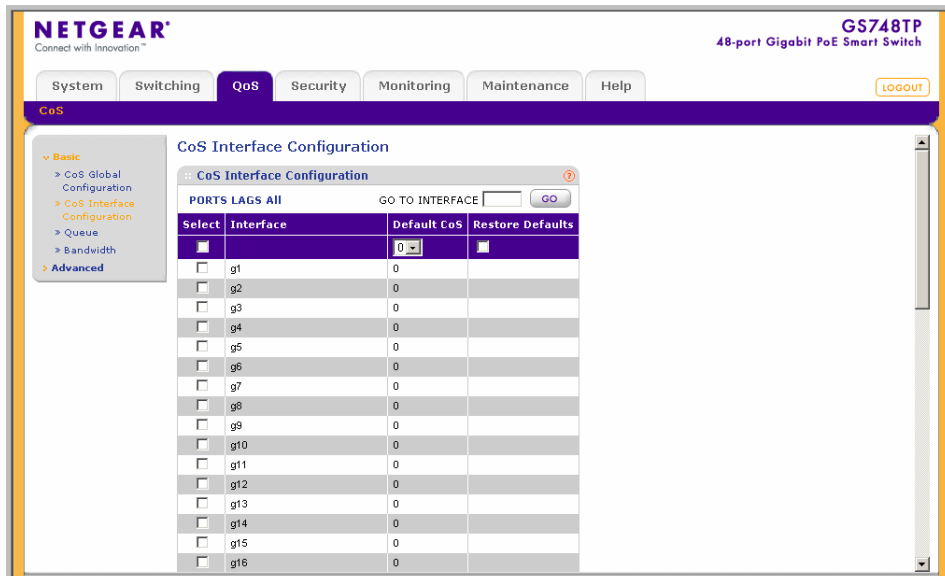 NETGEAR®
Connect with Innovation™
GS748TP
48-port Gigabit PoE Smart Switch
System Switching QoS Security Monitoring Maintenance Help LOGOUT
CoS
Basic
» CoS Global
Configuration
» CoS Interface
Configuration
» Queue
» Bandwidth
> Advanced
CoS Interface Configuration
:: CoS Interface Configuration ?
PORTS LAGS All GO TO INTERFACE GO
Select Interface Default CoS Restore Defaults
0
g1 0
g2 0
g3 0
g4 0
g5 0
g6 0
g7 0
g8 0
g9 0
g10 0
g11 0
g12 0
g13 0
g14 0
g15 0
g16 0